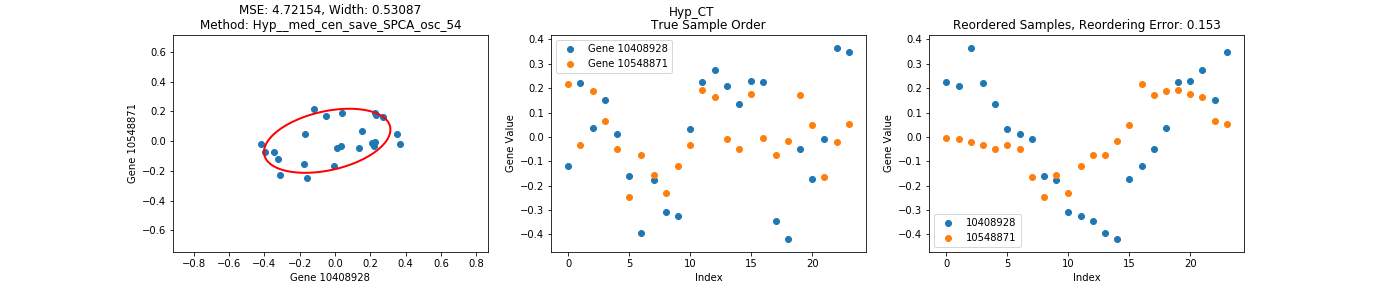 MSE: 4.72154, Width: 0.53087
Method: Hyp__med_cen_save_SPCA_osc_54
0.6
0.4
0.2
0.0
−0.2
−0.4
−0.6
Gene 10548871
−0.8 −0.6 −0.4 −0.2 0.0 0.2 0.4 0.6 0.8
Gene 10408928
Hyp_CT
True Sample Order
Gene 10408928
Gene 10548871
0.4
0.3
0.2
0.1
0.0
−0.1
−0.2
−0.3
−0.4
Gene Value
0 5 10 15 20
Index
Reordered Samples, Reordering Error: 0.153
0.4
0.3
0.2
0.1
0.0
−0.1
−0.2
−0.3
−0.4
Gene Value
10408928
10548871
0 5 10 15 20
Index